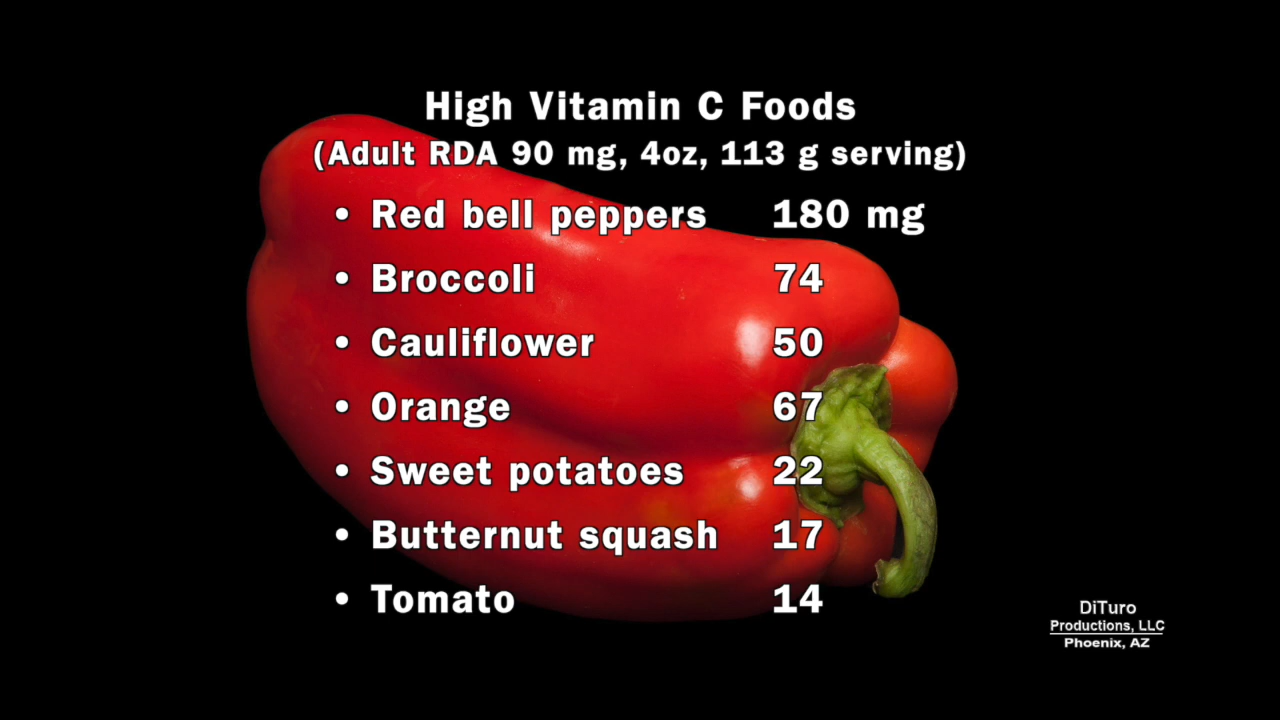 High Vitamin C Foods
(Adult RDA 90 mg, 4oz, 113 g serving)
• Red bell peppers 180 mg
• Broccoli 74
• Cauliflower 50
• Orange 67
• Sweet potatoes 22
• Butternut squash 17
• Tomato 14
DiTuro
Productions, LLC
Phoenix, AZ